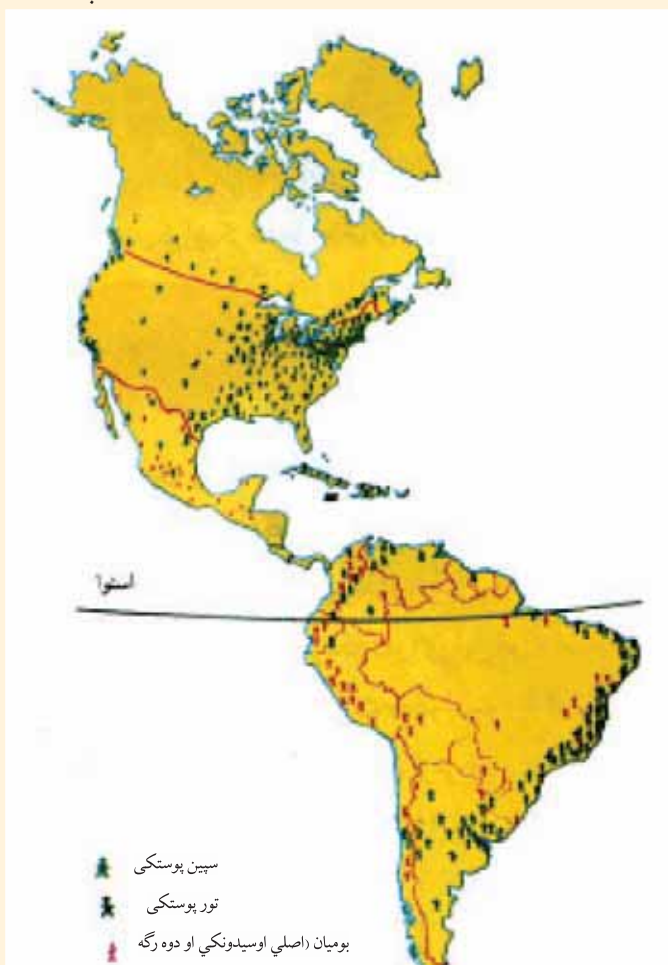 استوا
سپین پوستکی
تور پوستکی
بومیان (اصلي اوسیدونکي او دوه رگه